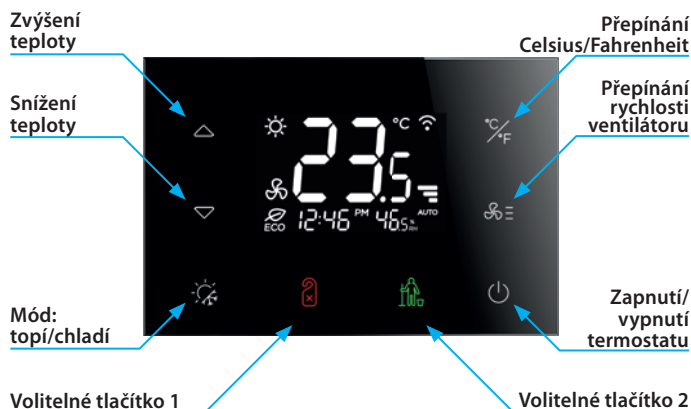 Zvýšení
teploty
Přepínání
Celsius/Fahrenheit
Snížení
teploty
Přepínání
rychlosti
ventilátoru
°C
23.5
°C/°F
ECO
12:46 PM
46.5 % RH
AUTO
Mód:
topí/chladí
Zapnutí/
vypnutí
termostatu
Volitelné tlačítko 1
Volitelné tlačítko 2